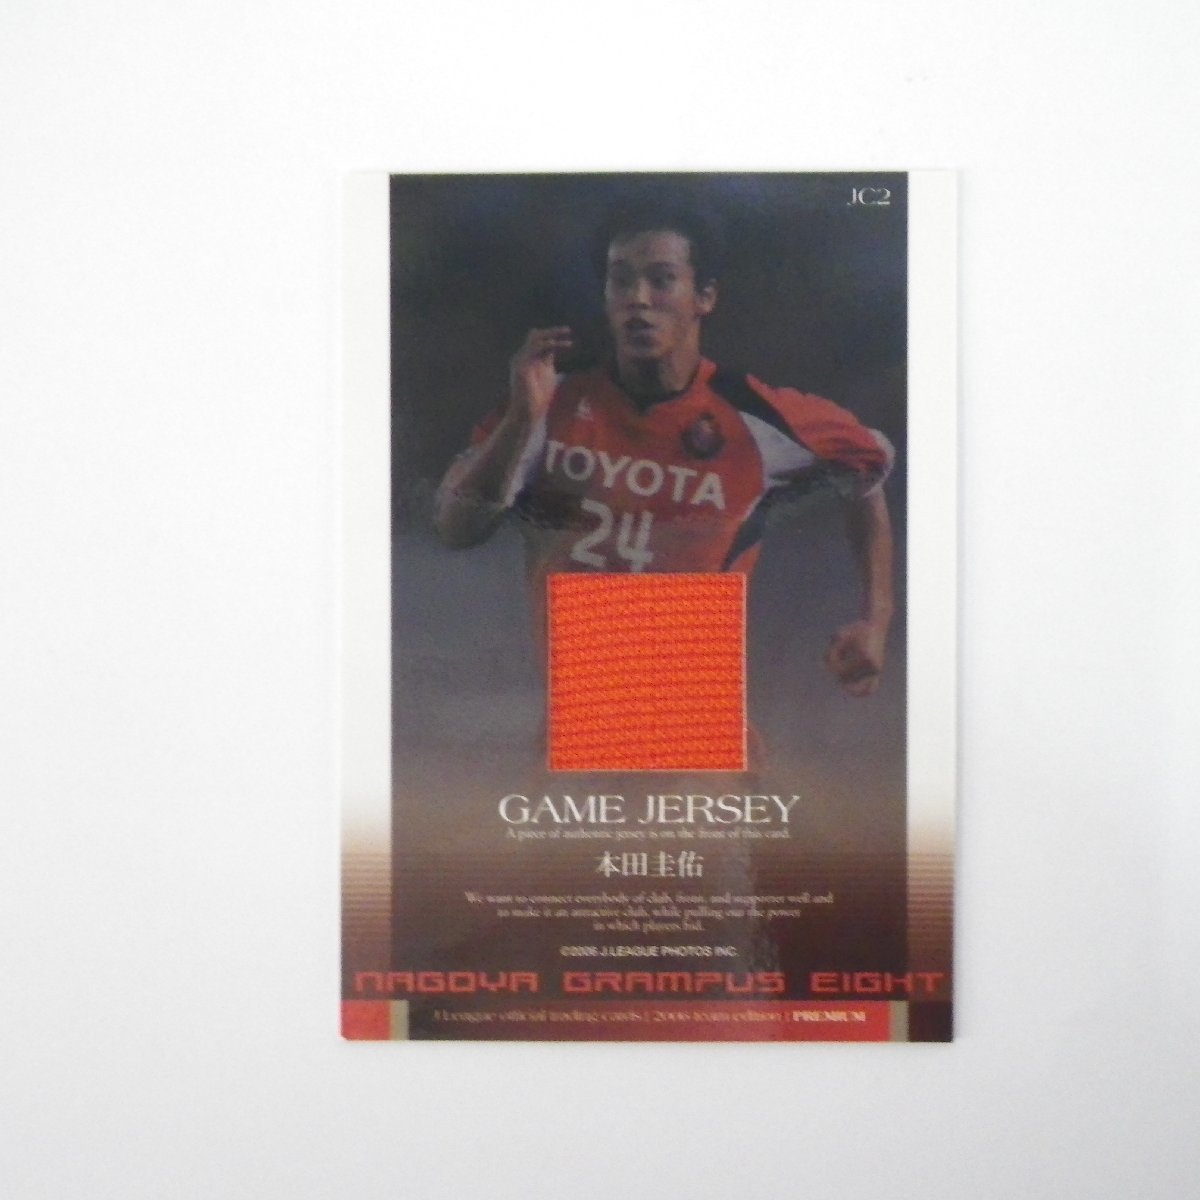 JC2
TOYOTA
24
GAME JERSEY
A piece of authentic jersey is on the front of this card.
本田圭佑
We want to connect everybody of club, front, and supporter well and
to make it an attractive club, while pulling out the power
in which players hid.
©2006 J.LEAGUE PHOTOS INC.
NAGOYA GRAMPUS EIGHT
J.League official trading cards | 2006 team edition | PREMIUM